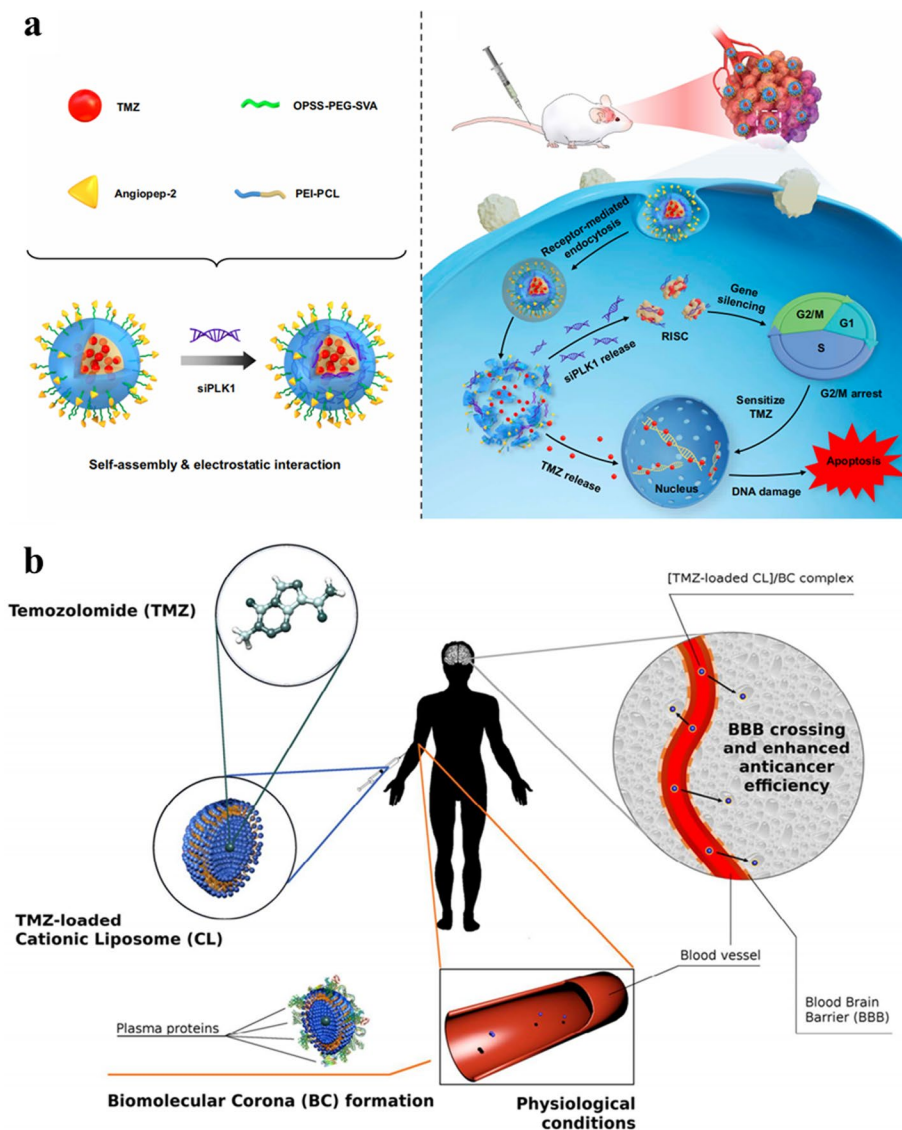 a
TMZ
OPSS-PEG-SVA
Angiopep-2
PEI-PCL
siPLK1
Self-assembly & electrostatic interaction
Receptor-mediated
endocytosis
siPLK1 release
RISC
Gene
silencing
G2/M
G1
S
G2/M arrest
Sensitize
TMZ
TMZ release
Nucleus
DNA damage
Apoptosis
b
Temozolomide (TMZ)
TMZ-loaded
Cationic Liposome (CL)
Plasma proteins
Biomolecular Corona (BC) formation
[TMZ-loaded CL]/BC complex
BBB crossing
and enhanced
anticancer
efficiency
Blood vessel
Blood Brain
Barrier (BBB)
Physiological
conditions